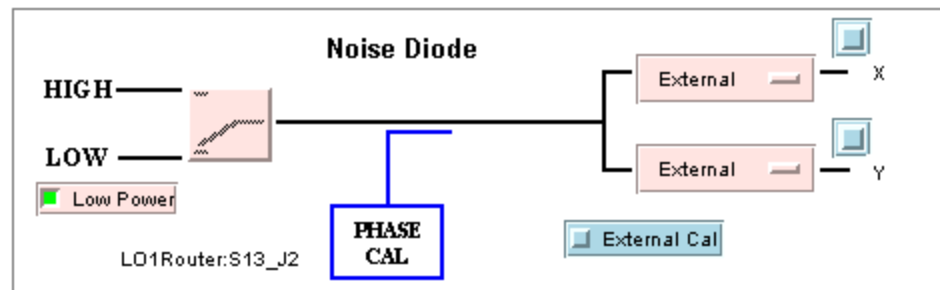 Noise Diode
HIGH
LOW
Low Power
LO1Router:S13_J2
PHASE
CAL
External
X
External
Y
External Cal